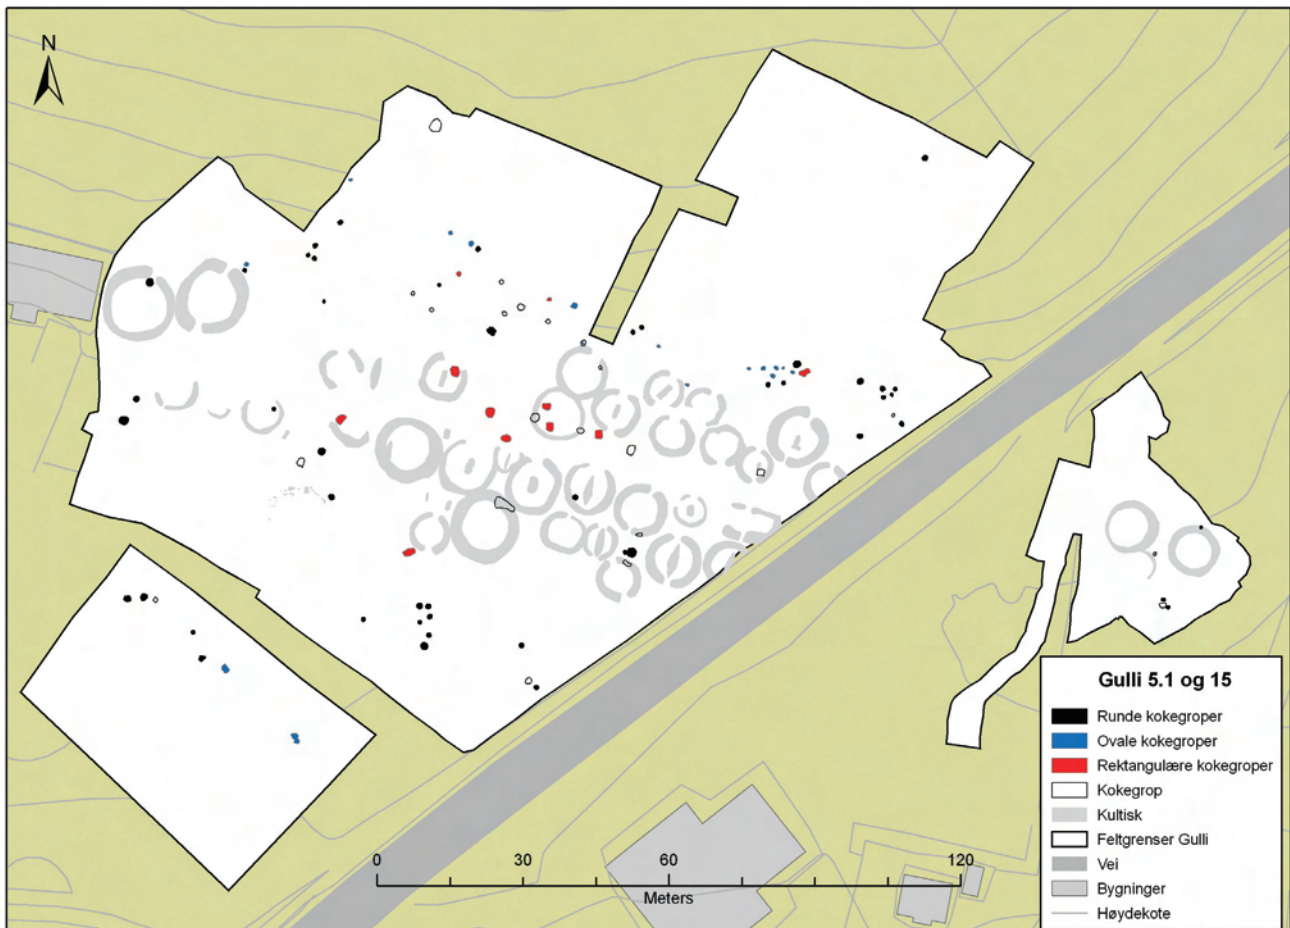 N
Gulli 5.1 og 15
Runde kokegroper
Ovale kokegroper
Rektangulære kokegroper
Kokegrop
Kultisk
Feltgrenser Gulli
Vei
Bygninger
Høydekote
0 30 60 120
Meters